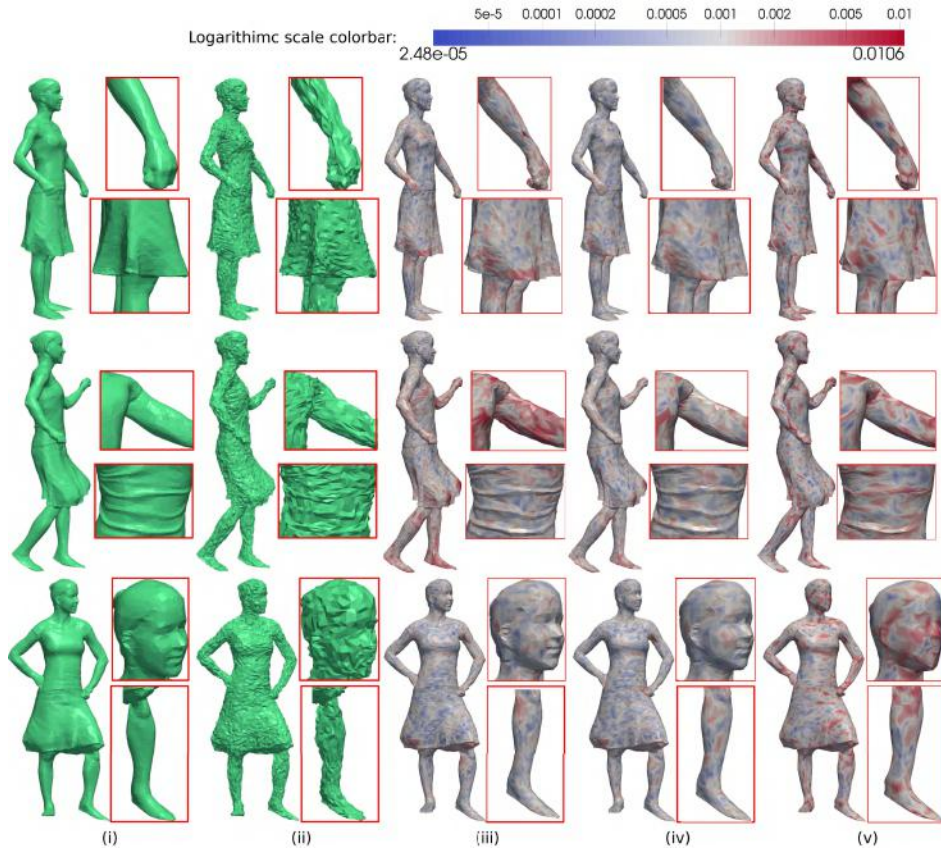 5e-5 0.0001 0.0002 0.0005 0.001 0.002 0.005 0.01
Logarithimc scale colorbar:
2.48e-05 0.0106
(i) (ii) (iii) (iv) (v)